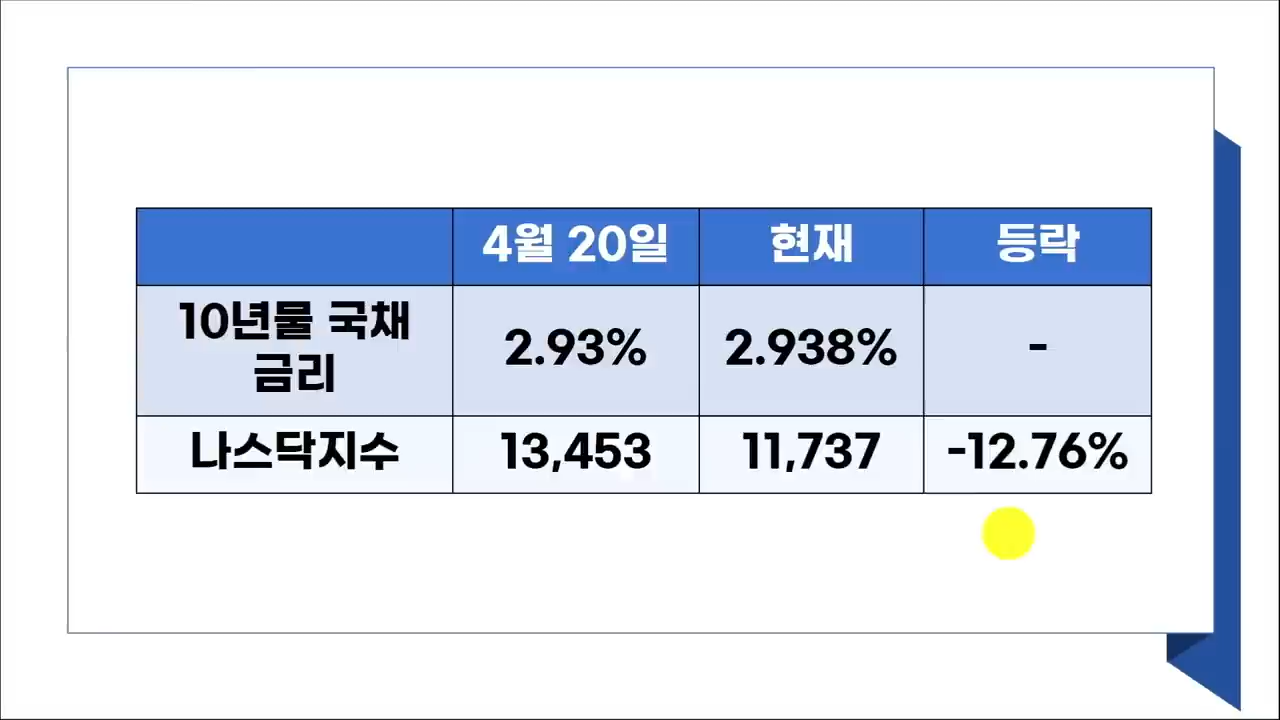 4월 20일 현재 등락
10년물 국채
금리 2.93% 2.938% -
나스닥지수 13,453 11,737 -12.76%